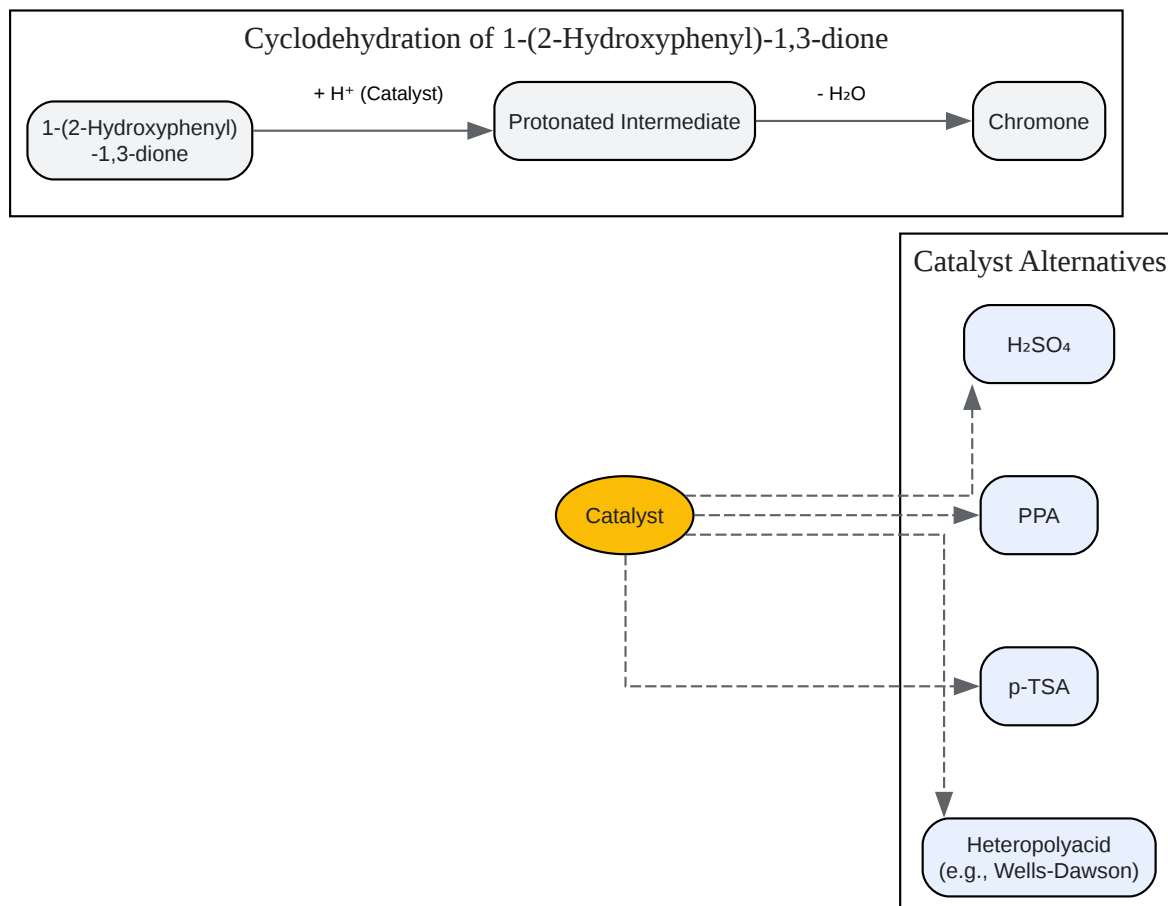 Cyclodehydration of 1-(2-Hydroxyphenyl)-1,3-dione
+ H⁺ (Catalyst)
- H₂O
1-(2-Hydroxyphenyl)
-1,3-dione
Protonated Intermediate
Chromone
Catalyst Alternatives
H₂SO₄
Catalyst
PPA
p-TSA
Heteropolyacid
(e.g., Wells-Dawson)